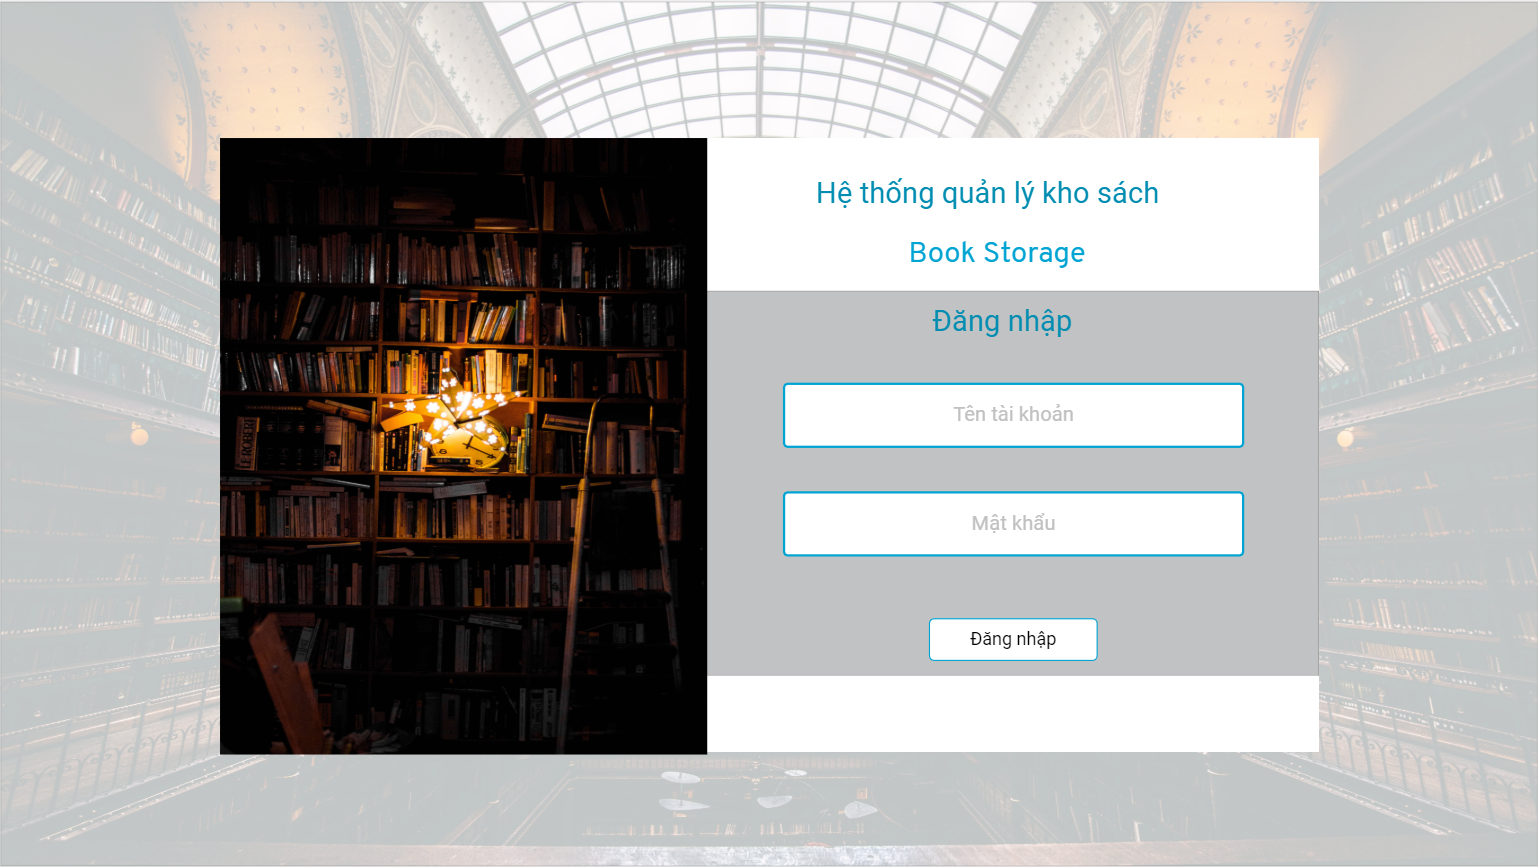 Hệ thống quản lý kho sách
Book Storage
Đăng nhập
Tên tài khoản
Mật khẩu
Đăng nhập